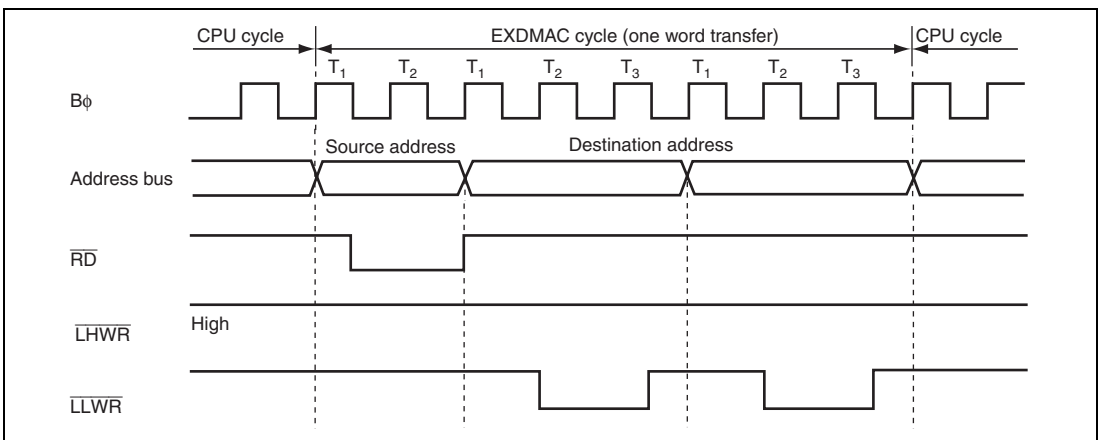 CPU cycle EXDMAC cycle (one word transfer) CPU cycle
T1 T2 T1 T2 T3 T1 T2 T3
Bϕ
Source address Destination address
Address bus
RD
High
LHWR
LLWR